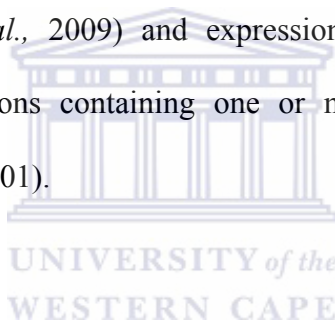 al., 2009) and expression
ons containing one or
01).
UNIVERSITY of the
WESTERN CAPE